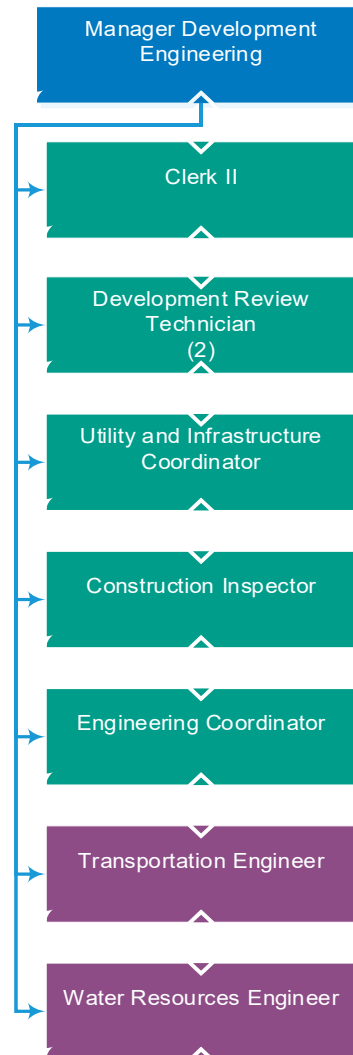 Manager Development
Engineering
Clerk II
Development Review
Technician
(2)
Utility and Infrastructure
Coordinator
Construction Inspector
Engineering Coordinator
Transportation Engineer
Water Resources Engineer